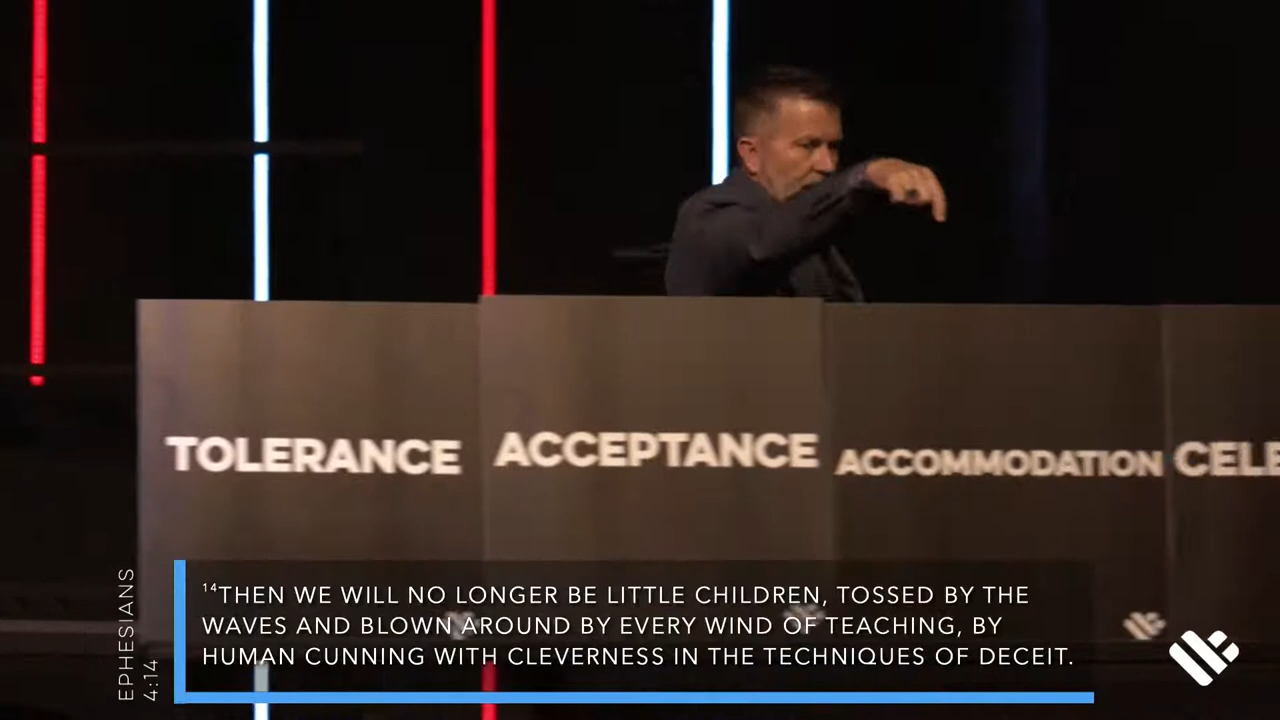 TOLERANCE
ACCEPTANCE
ACCOMMODATION
CELE
EPHESIANS
4:14
¹⁴THEN WE WILL NO LONGER BE LITTLE CHILDREN, TOSSED BY THE
WAVES AND BLOWN AROUND BY EVERY WIND OF TEACHING, BY
HUMAN CUNNING WITH CLEVERNESS IN THE TECHNIQUES OF DECEIT.